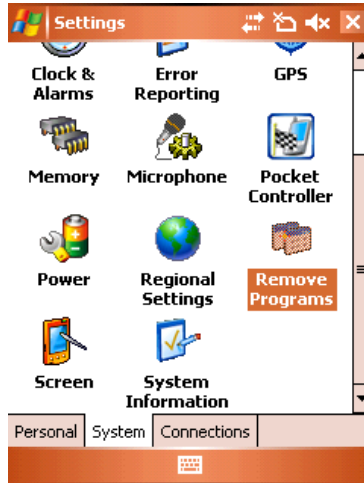 Settings
Clock &
Alarms
Error
Reporting
GPS
Memory
Microphone
Pocket
Controller
Power
Regional
Settings
Remove
Programs
Screen
System
Information
Personal
System
Connections